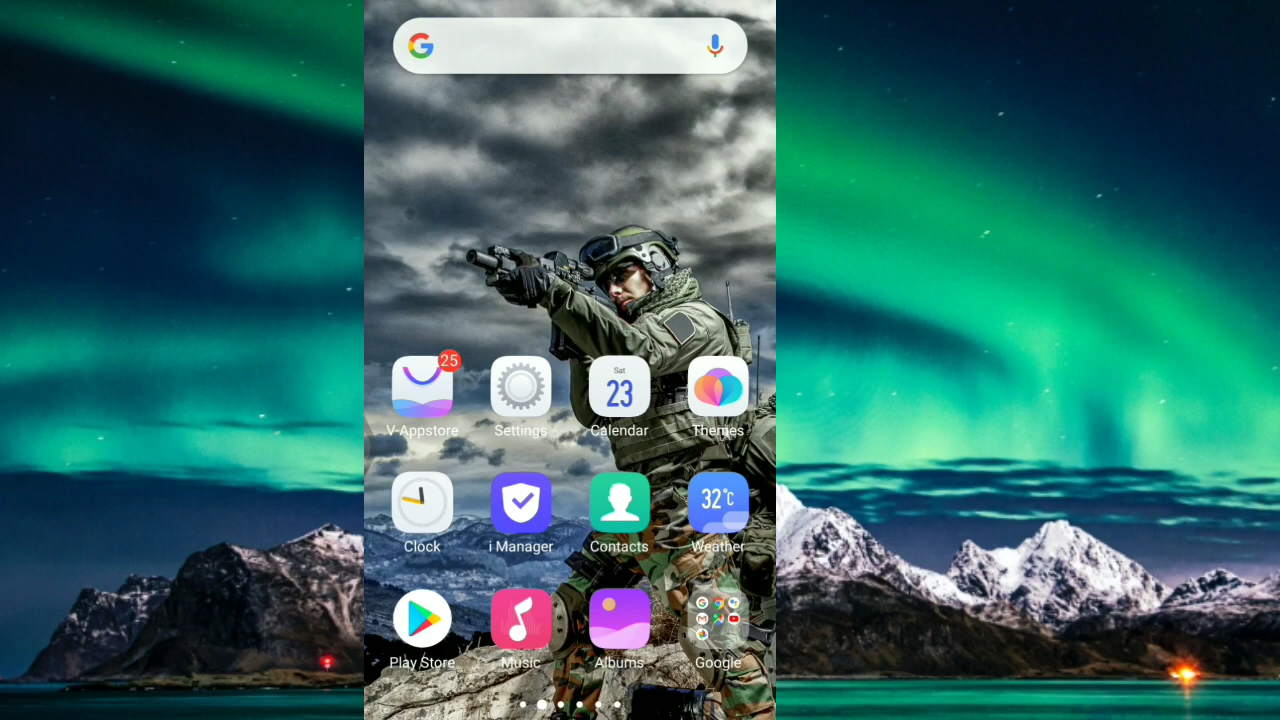 25
Sat
23
V-Appstore Settings Calendar Themes
32°c
Clock i Manager Contacts Weather
Play Store Music Albums Google